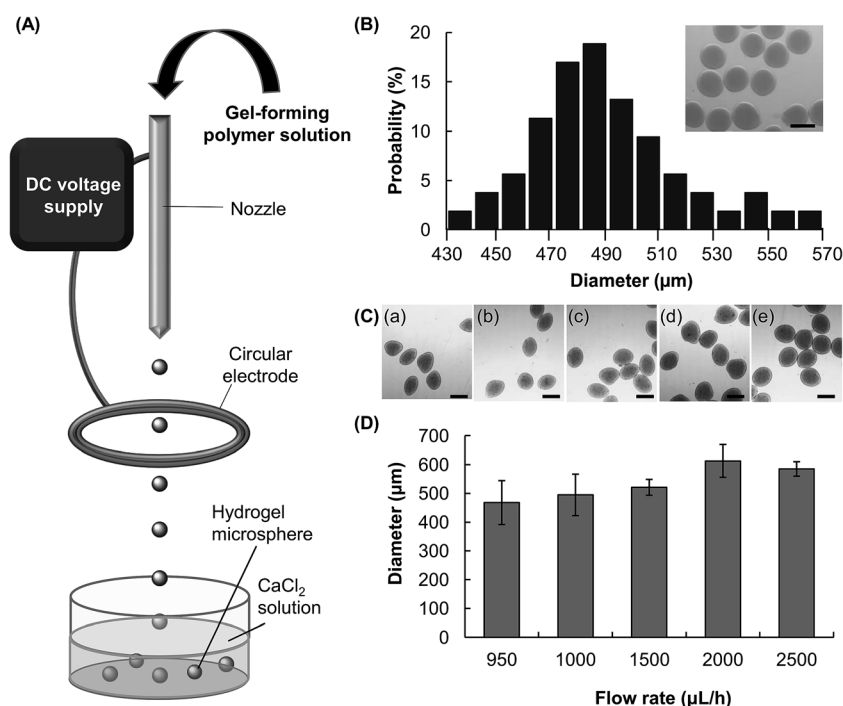 (A)
Gel-forming
polymer solution
DC voltage
supply
Nozzle
Circular
electrode
Hydrogel
microsphere
CaCl₂
solution
(B)
Probability (%)
20
15
10
5
0
430 450 470 490 510 530 550 570
Diameter (µm)
(C)
(a) (b) (c) (d) (e)
(D)
Diameter (µm)
700
600
500
400
300
200
100
0
950 1000 1500 2000 2500
Flow rate (µL/h)